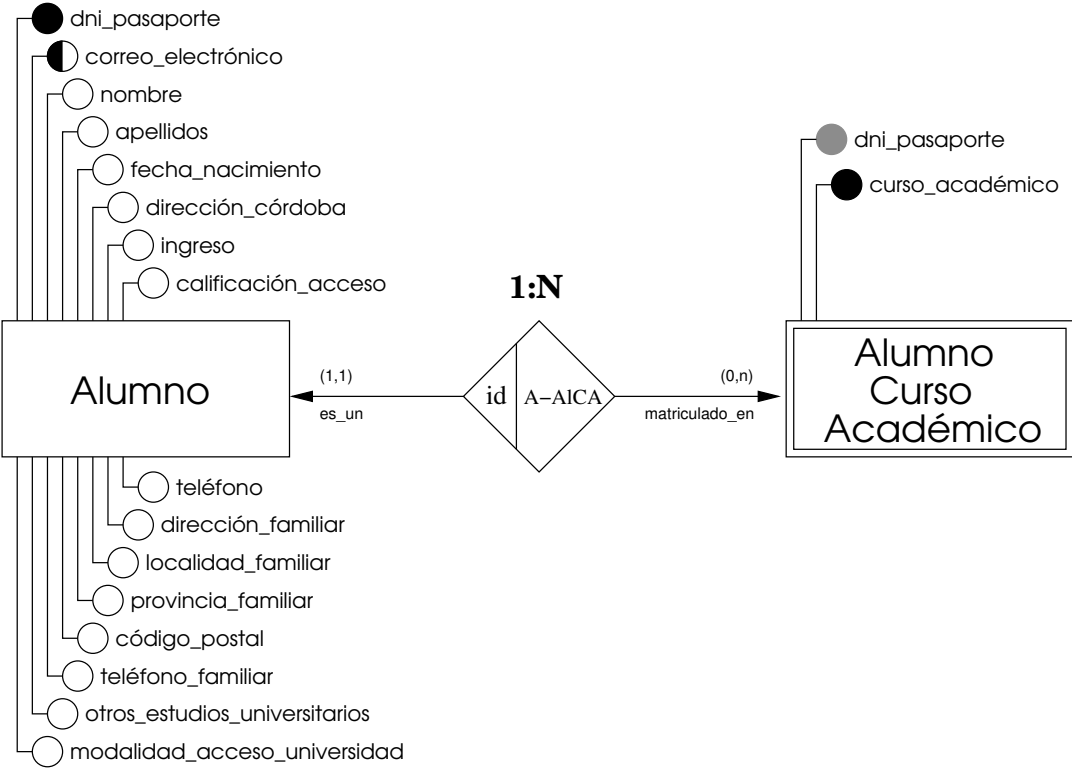 dni_pasaporte
correo_electrónico
nombre
apellidos
fecha_nacimiento
dirección_córdoba
ingreso
calificación_acceso
Alumno
teléfono
dirección_familiar
localidad_familiar
provincia_familiar
código_postal
teléfono_familiar
otros_estudios_universitarios
modalidad_acceso_universidad
1:N
(1,1)
es_un
id
A-AlCA
(0,n)
matriculado_en
dni_pasaporte
curso_académico
Alumno
Curso
Académico